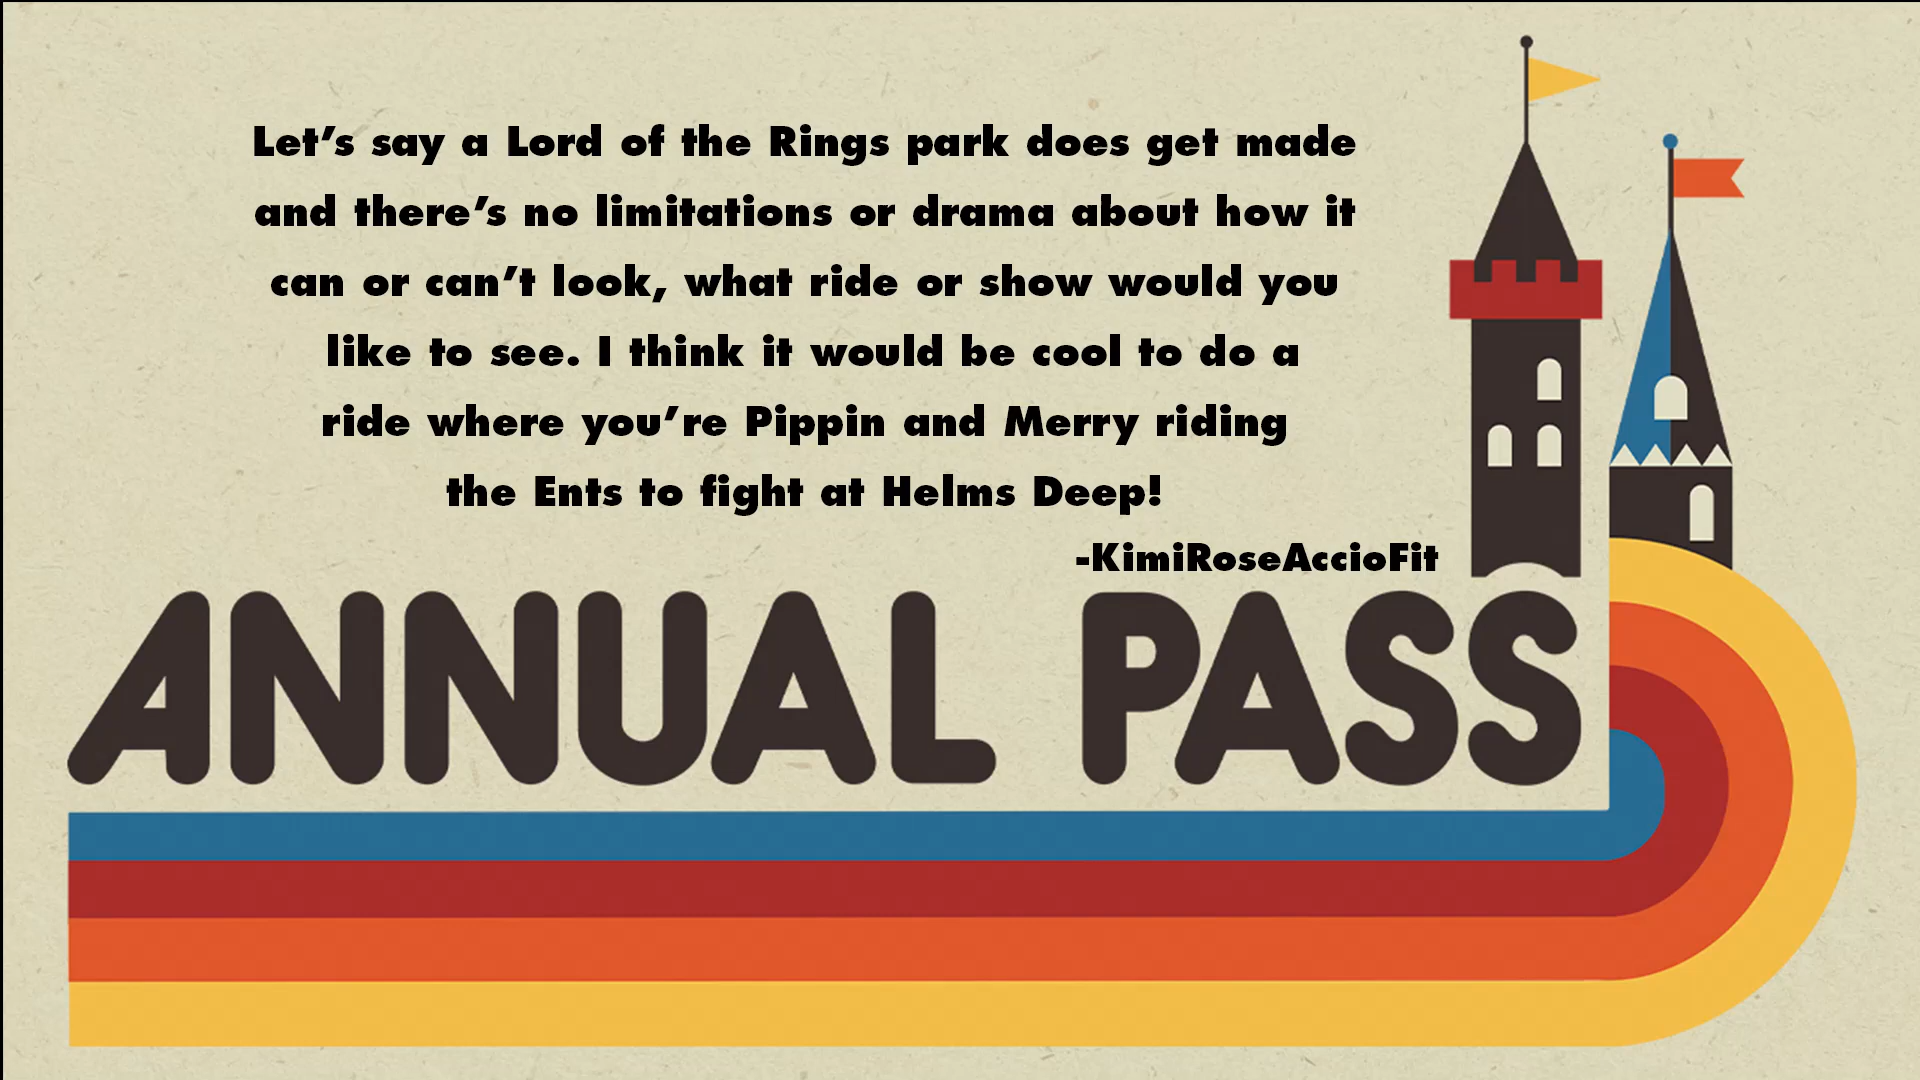 Let’s say a Lord of the Rings park does get made
and there’s no limitations or drama about how it
can or can’t look, what ride or show would you
like to see. I think it would be cool to do a
ride where you’re Pippin and Merry riding
the Ents to fight at Helms Deep!
-KimiRoseAccioFit
ANNUAL PASS